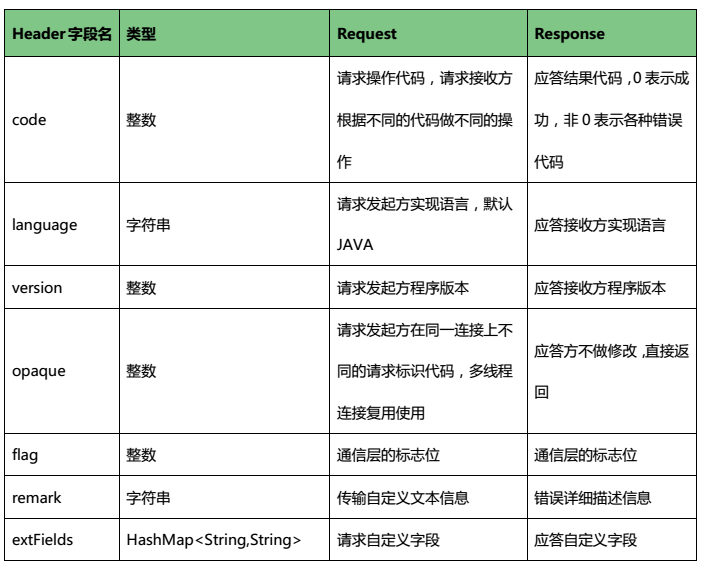 Header 字段名 类型 Request Response
code 整数 请求操作代码，请求接收方根据不同的代码做不同的操作 应答结果代码，0 表示成功，非 0 表示各种错误代码
language 字符串 请求发起方实现语言，默认 JAVA 应答接收方实现语言
version 整数 请求发起方程序版本 应答接收方程序版本
opaque 整数 请求发起方在同一连接上不同的请求标识代码，多线程连接复用使用 应答方不做修改，直接返回
flag 整数 通信层的标志位 通信层的标志位
remark 字符串 传输自定义文本信息 错误详细描述信息
extFields HashMap<String,String> 请求自定义字段 应答自定义字段